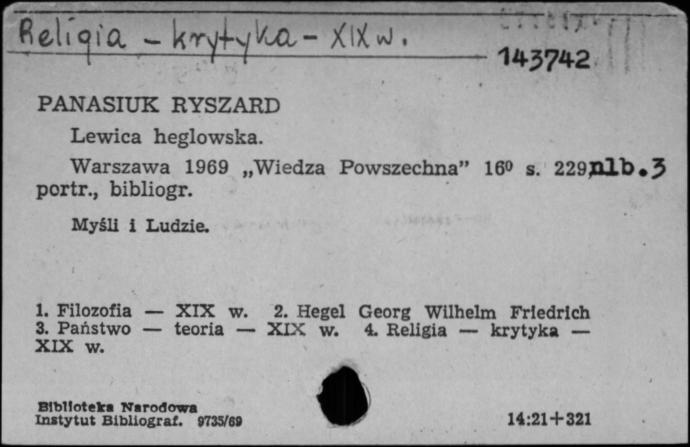 Religia – krytyka – XIX w.
143742
PANASIUK RYSZARD
Lewica heglowska.
Warszawa 1969 „Wiedza Powszechna” 16⁰ s. 229, nlb. 3
portr., bibliogr.
Myśli i Ludzie.
1. Filozofia — XIX w. 2. Hegel Georg Wilhelm Friedrich
3. Państwo — teoria — XIX w. 4. Religia — krytyka —
XIX w.
Biblioteka Narodowa
Instytut Bibliograf. 9735/69
14:21+321